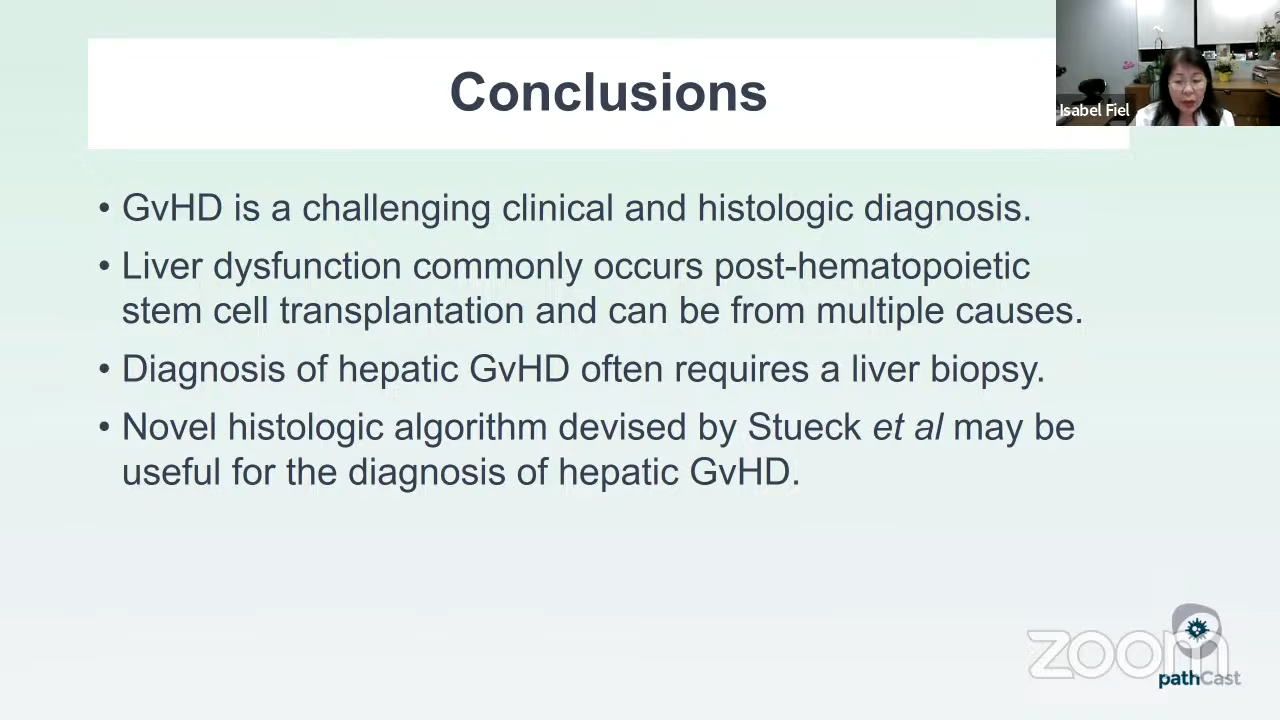 Conclusions
Isabel Fiel
• GvHD is a challenging clinical and histologic diagnosis.
• Liver dysfunction commonly occurs post-hematopoietic
stem cell transplantation and can be from multiple causes.
• Diagnosis of hepatic GvHD often requires a liver biopsy.
• Novel histologic algorithm devised by Stueck et al may be
useful for the diagnosis of hepatic GvHD.
zoom
pathCast